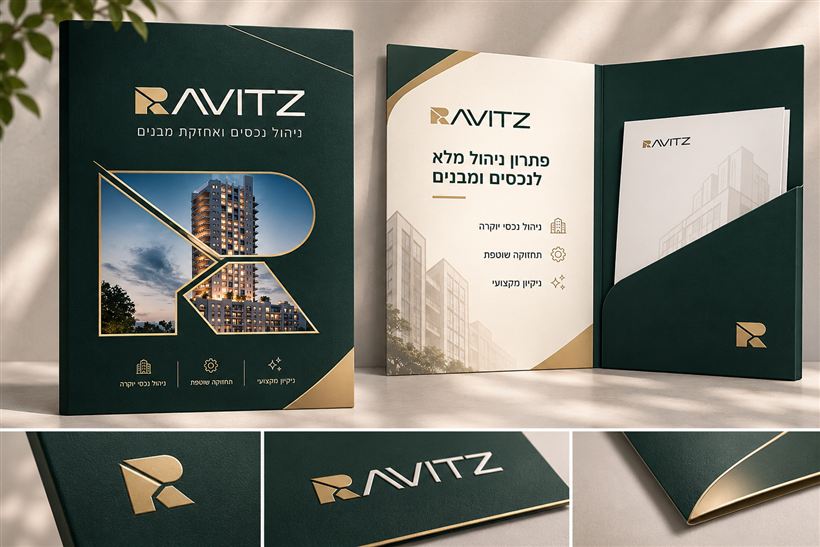 RAVITZ
ניהול נכסים ואחזקת מבנים
ניהול נכסי יוקרה
תחזוקה שוטפת
ניקיון מקצועי
RAVITZ
פתרון ניהול מלא
לנכסים ומבנים
ניהול נכסי יוקרה
תחזוקה שוטפת
ניקיון מקצועי
RAVITZ
R
R
RAVITZ